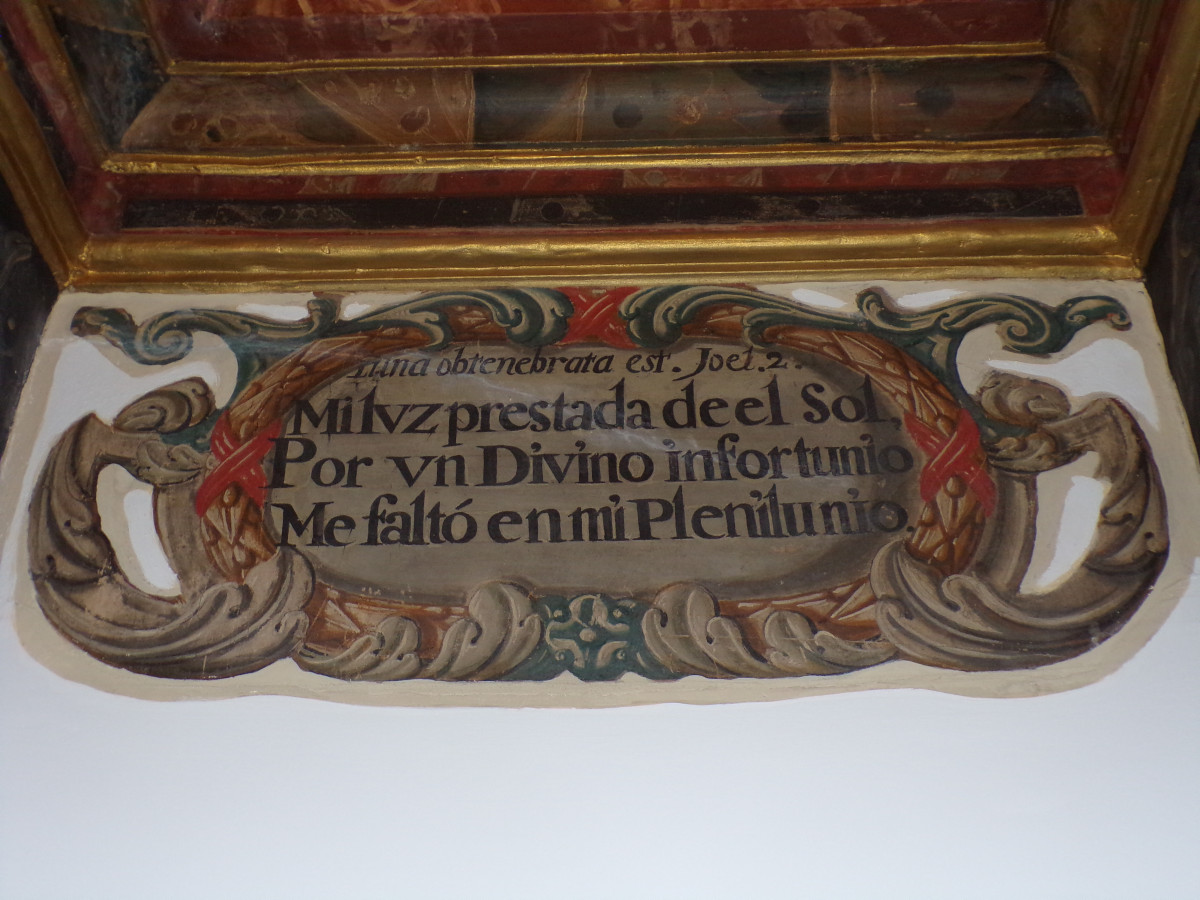 Luna obtenebrata est. Joel. 2.
Mi lvz prestada de el Sol,
Por vn Divino infortunio
Me faltó en mi Plenilunio.